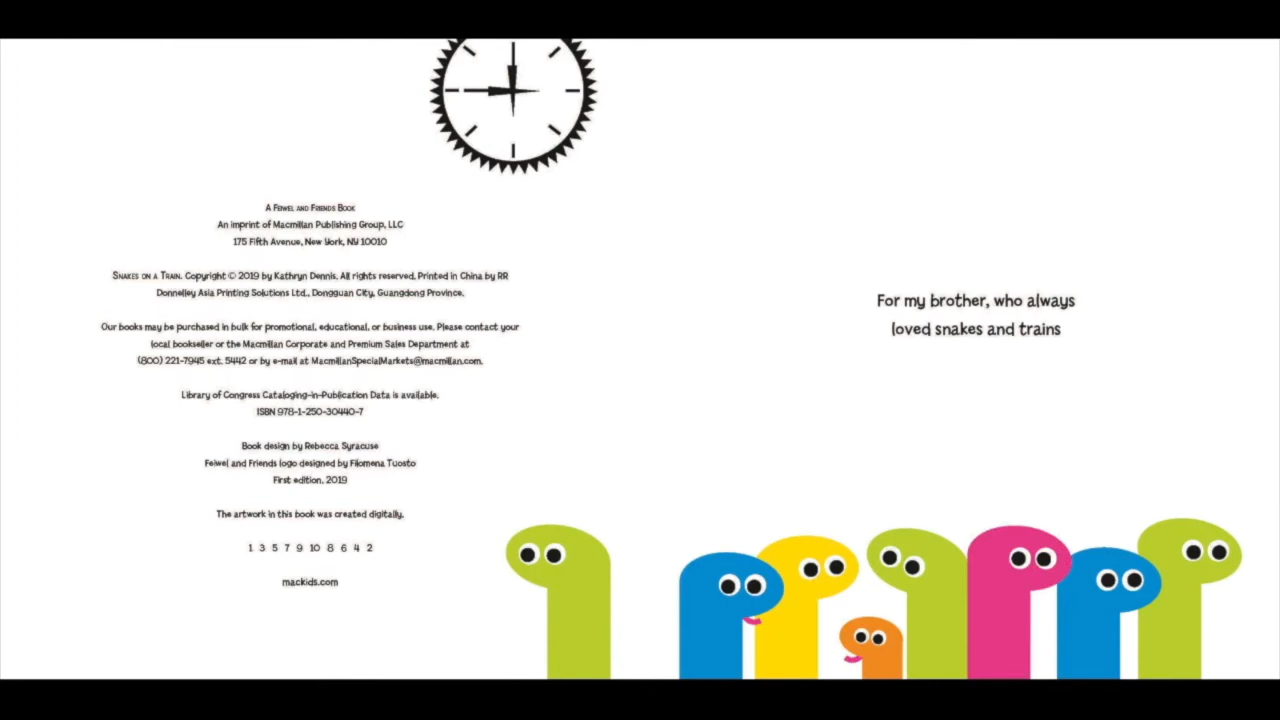 A Feiwel and Friends Book
An imprint of Macmillan Publishing Group, LLC
175 Fifth Avenue, New York, NY 10010
Snakes on a Train. Copyright © 2019 by Kathryn Dennis. All rights reserved. Printed in China by RR
Donnelley Asia Printing Solutions Ltd., Dongguan City, Guangdong Province.
Our books may be purchased in bulk for promotional, educational, or business use. Please contact your
local bookseller or the Macmillan Corporate and Premium Sales Department at
(800) 221-7945 ext. 5442 or by e-mail at MacmillanSpecialMarkets@macmillan.com.
Library of Congress Cataloging-in-Publication Data is available.
ISBN 978-1-250-30440-7
Book design by Rebecca Syracuse
Feiwel and Friends logo designed by Filomena Tuosto
First edition, 2019
The artwork in this book was created digitally.
1 3 5 7 9 10 8 6 4 2
mackids.com
For my brother, who always
loved snakes and trains